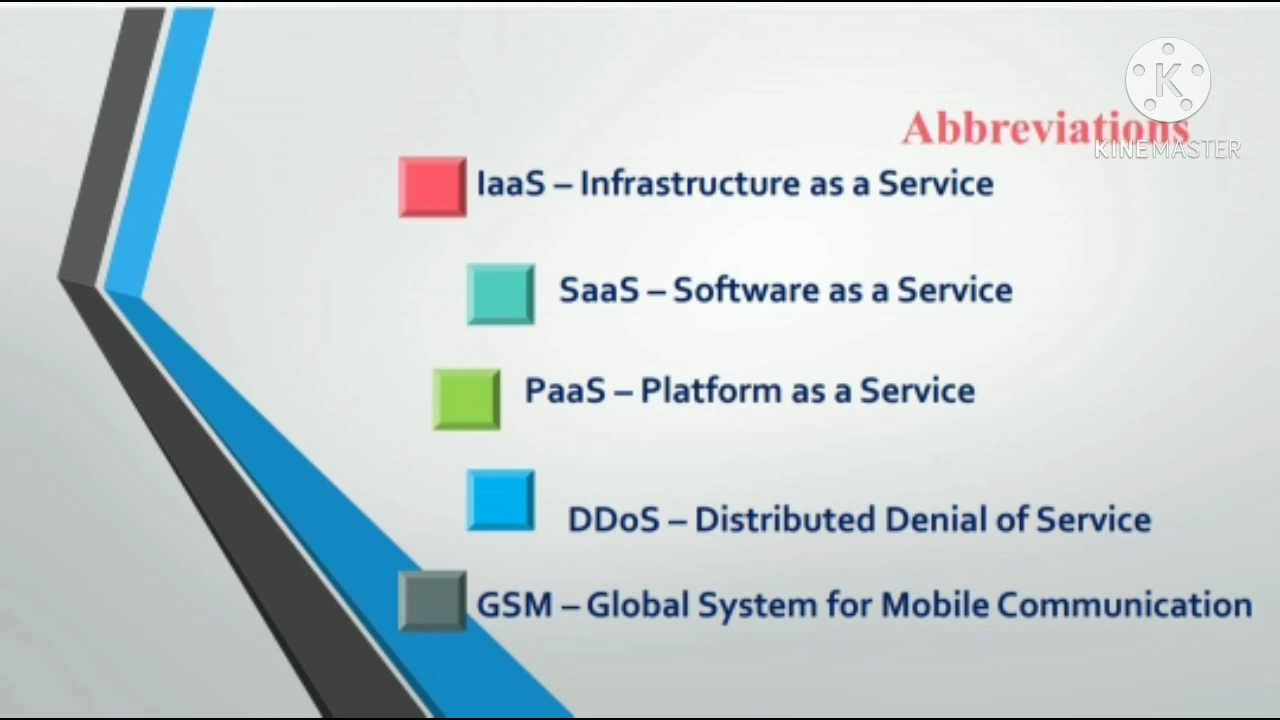 Abbreviations
K
KINEMASTER
IaaS – Infrastructure as a Service
SaaS – Software as a Service
PaaS – Platform as a Service
DDoS – Distributed Denial of Service
GSM – Global System for Mobile Communication